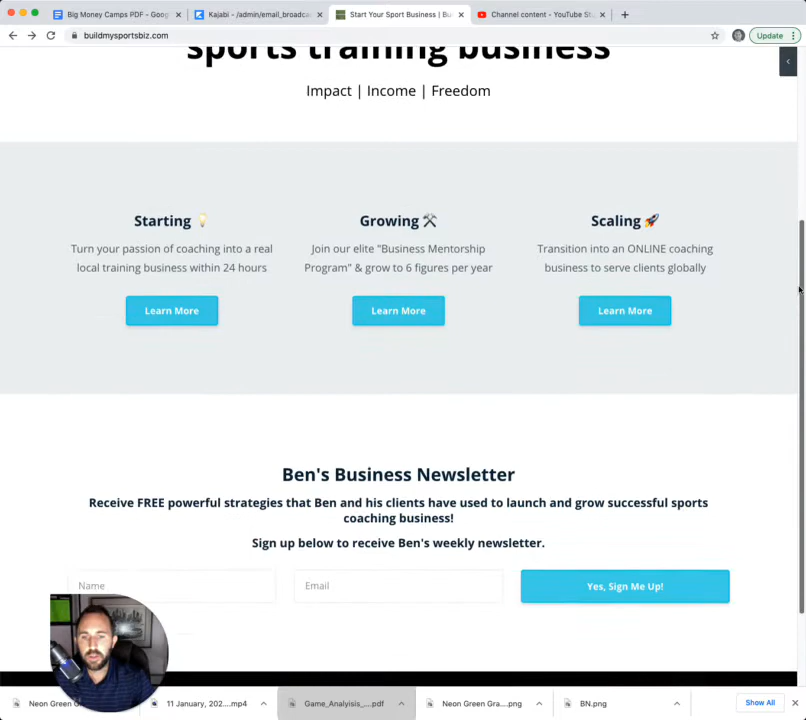 Big Money Camps PDF - Goog
Kajabi - /admin/email_broadca
Start Your Sport Business | Bu
Channel content - YouTube St
buildmysportsbiz.com
Update
sports training business
Impact | Income | Freedom
Starting
Growing
Scaling
Turn your passion of coaching into a real
local training business within 24 hours
Join our elite "Business Mentorship
Program" & grow to 6 figures per year
Transition into an ONLINE coaching
business to serve clients globally
Learn More
Learn More
Learn More
Ben's Business Newsletter
Receive FREE powerful strategies that Ben and his clients have used to launch and grow successful sports
coaching business!
Sign up below to receive Ben's weekly newsletter.
Name
Email
Yes, Sign Me Up!
Neon Green Gra
11 January, 202....mp4
Game_Analyisis_....pdf
Neon Green Gra....png
BN.png
Show All